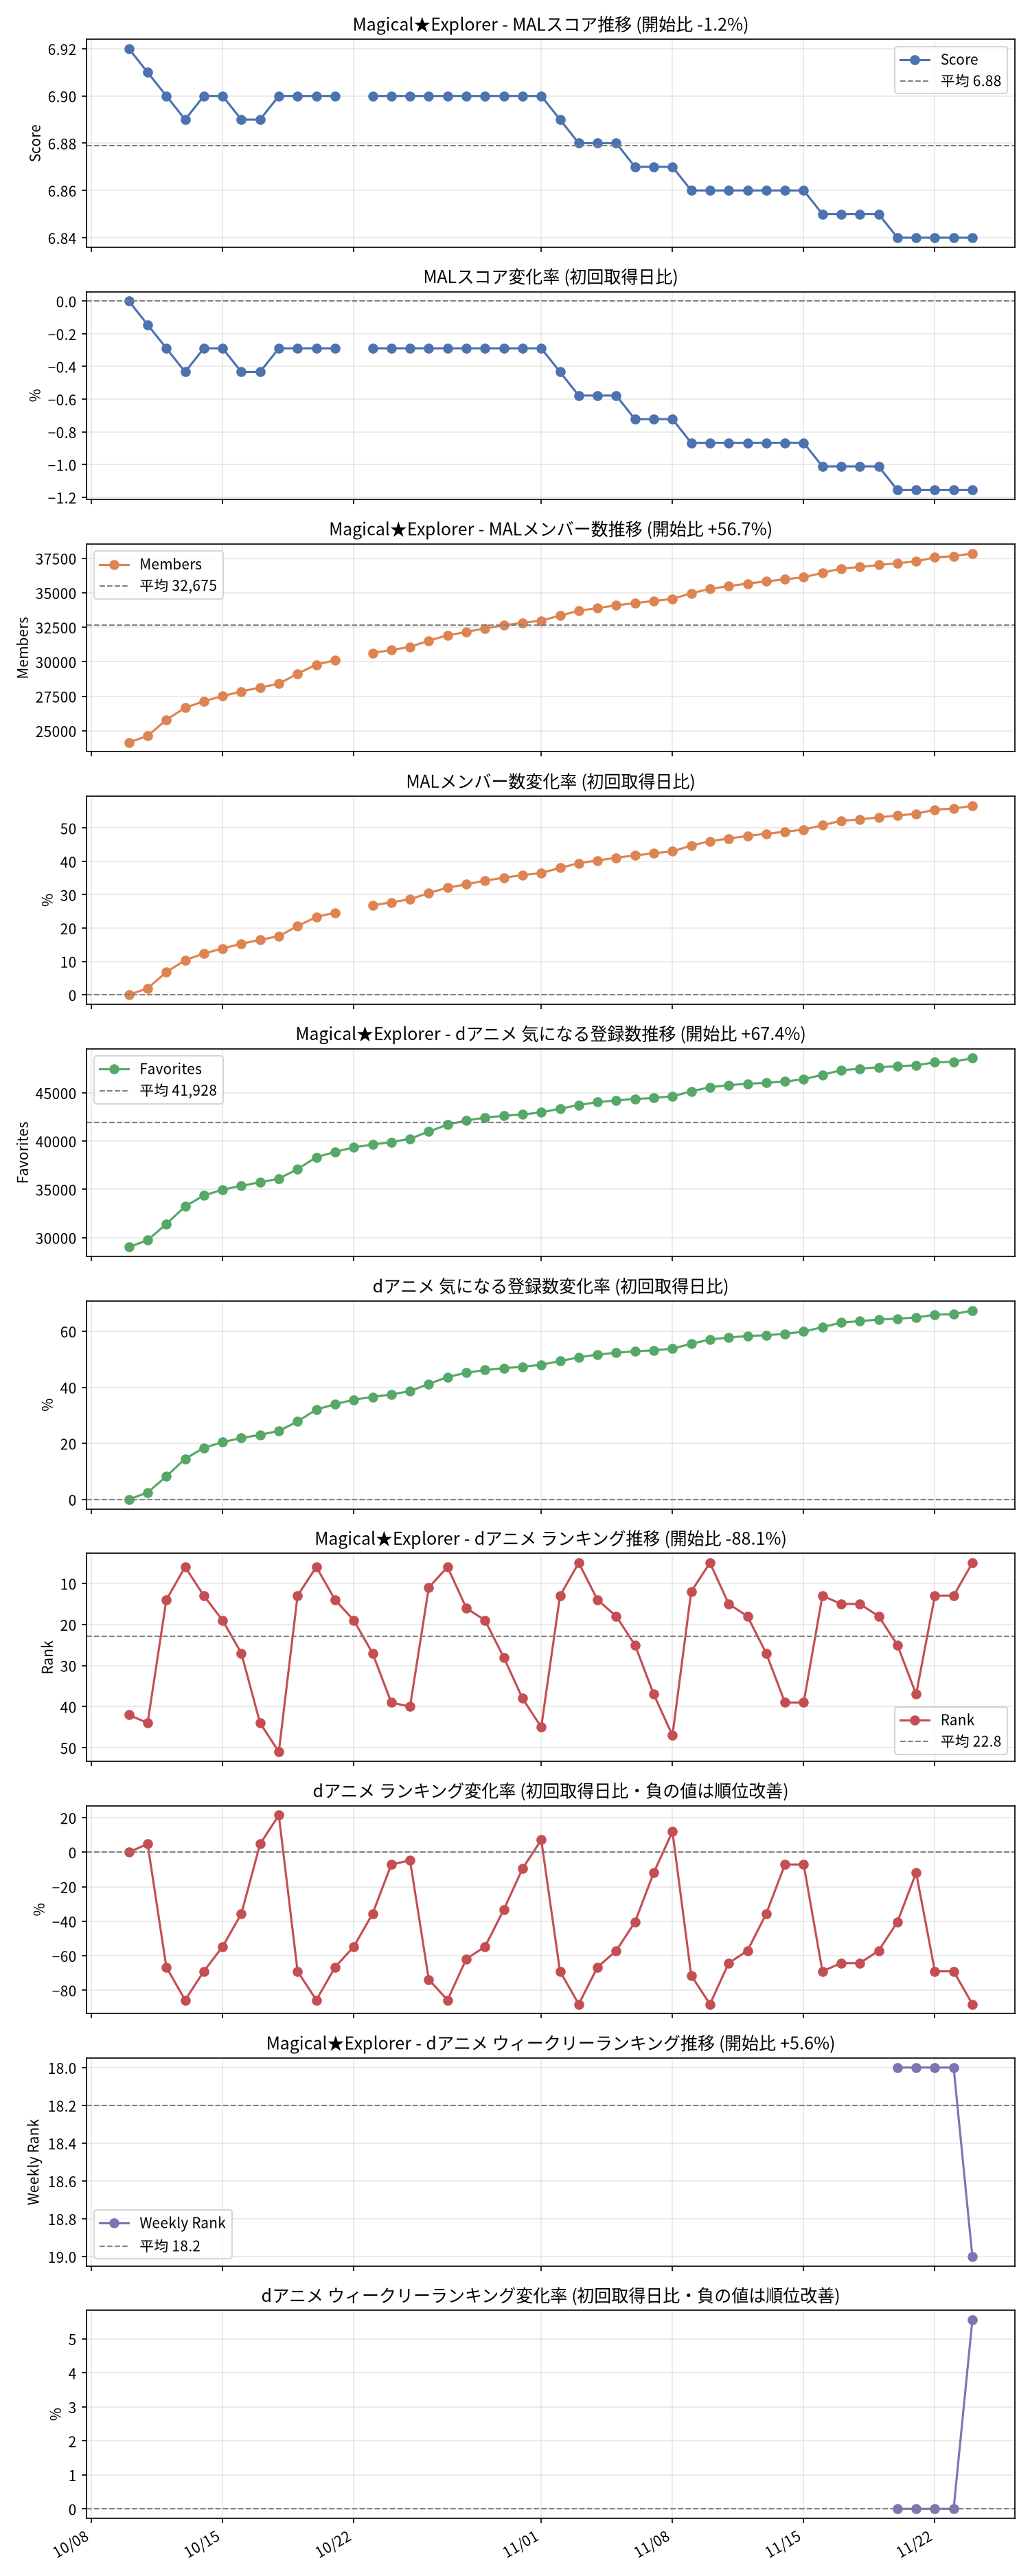 Magical★Explorer - MALスコア推移 (開始比 -1.2%)
6.92
6.90
6.88
6.86
6.84
Score
Score
平均 6.88
MALスコア変化率 (初回取得日比)
0.0
−0.2
−0.4
−0.6
−0.8
−1.0
−1.2
%
Magical★Explorer - MALメンバー数推移 (開始比 +56.7%)
37500
35000
32500
30000
27500
25000
Members
Members
平均 32,675
MALメンバー数変化率 (初回取得日比)
50
40
30
20
10
0
%
Magical★Explorer - dアニメ 気になる登録数推移 (開始比 +67.4%)
45000
40000
35000
30000
Favorites
Favorites
平均 41,928
dアニメ 気になる登録数変化率 (初回取得日比)
60
40
20
0
%
Magical★Explorer - dアニメ ランキング推移 (開始比 -88.1%)
10
20
30
40
50
Rank
Rank
平均 22.8
dアニメ ランキング変化率 (初回取得日比・負の値は順位改善)
20
0
−20
−40
−60
−80
%
Magical★Explorer - dアニメ ウィークリーランキング推移 (開始比 +5.6%)
18.0
18.2
18.4
18.6
18.8
19.0
Weekly Rank
Weekly Rank
平均 18.2
dアニメ ウィークリーランキング変化率 (初回取得日比・負の値は順位改善)
5
4
3
2
1
0
%
10/08
10/15
10/22
11/01
11/08
11/15
11/22